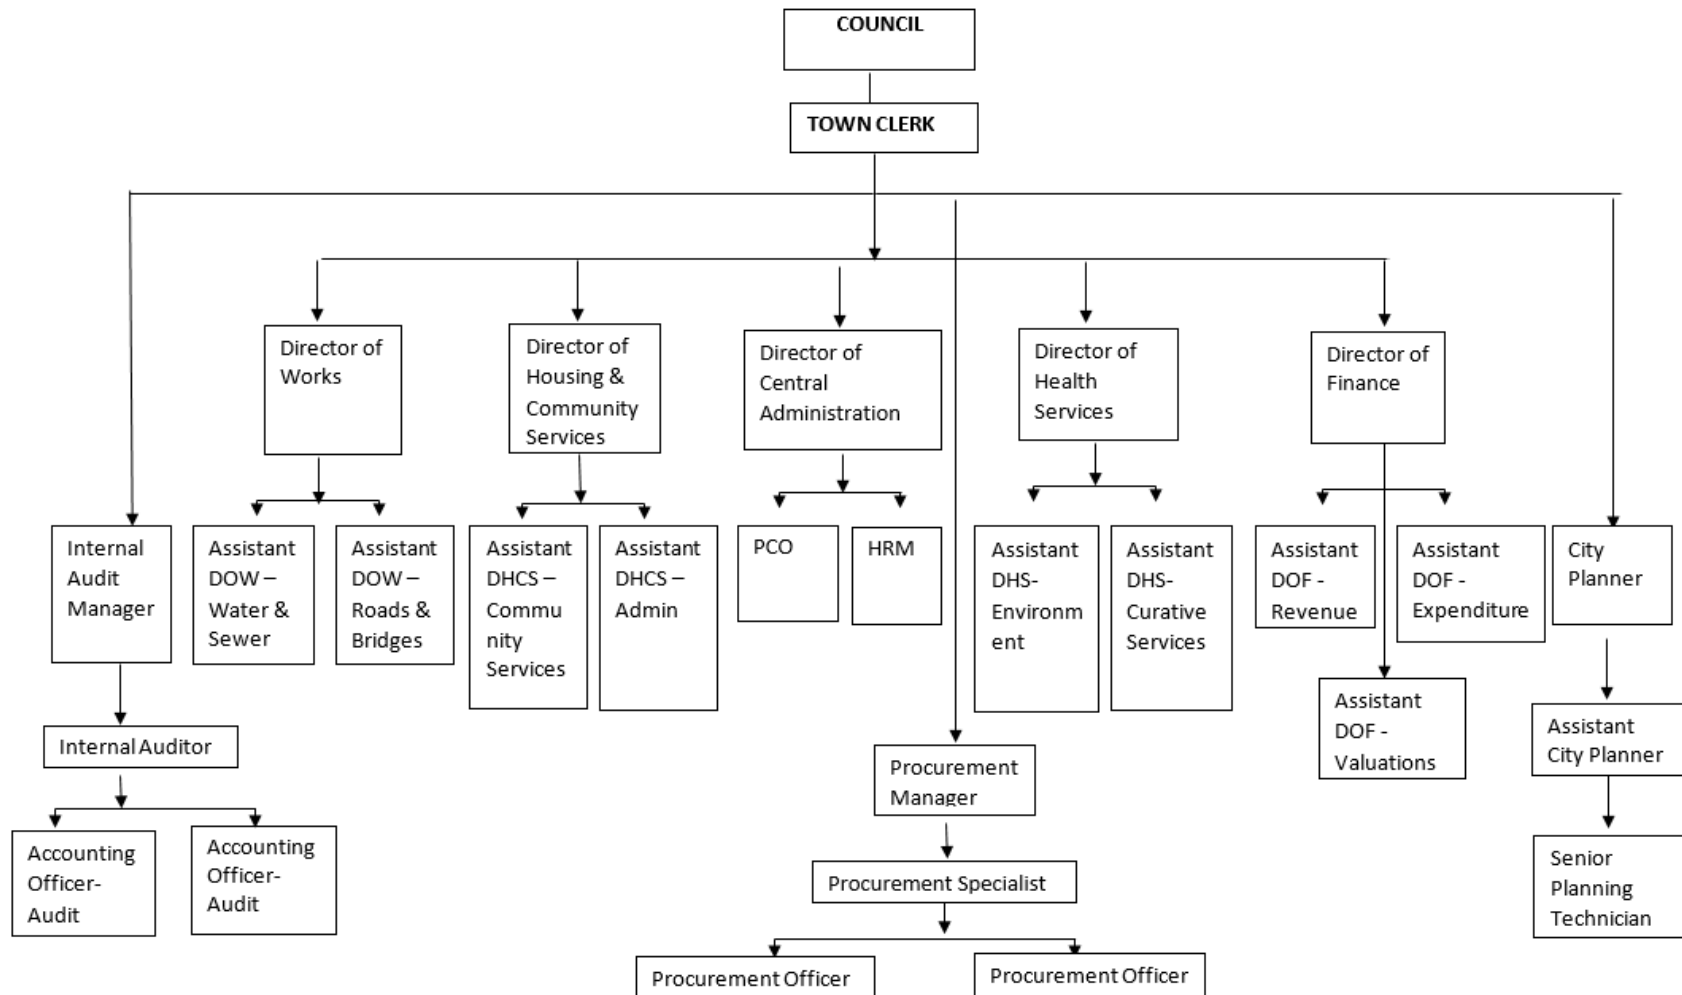 COUNCIL
TOWN CLERK
Director of
Works
Director of
Housing &
Community
Services
Director of
Central
Administration
Director of
Health
Services
Director of
Finance
Internal
Audit
Manager
Assistant
DOW –
Water &
Sewer
Assistant
DOW –
Roads &
Bridges
Assistant
DHCS –
Commu
nity
Services
Assistant
DHCS –
Admin
PCO
HRM
Assistant
DHS-
Environm
ent
Assistant
DHS-
Curative
Services
Assistant
DOF -
Revenue
Assistant
DOF -
Expenditure
City
Planner
Assistant
DOF -
Valuations
Internal Auditor
Procurement
Manager
Assistant
City Planner
Accounting
Officer-
Audit
Accounting
Officer-
Audit
Procurement Specialist
Senior
Planning
Technician
Procurement Officer
Procurement Officer